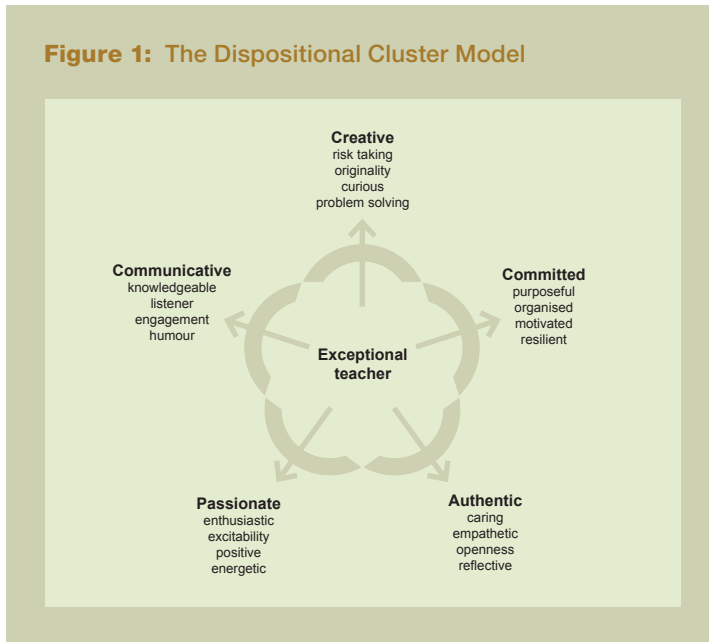 Figure 1: The Dispositional Cluster Model
Creative
risk taking
originality
curious
problem solving
Communicative
knowledgeable
listener
engagement
humour
Committed
purposeful
organised
motivated
resilient
Exceptional
teacher
Passionate
enthusiastic
excitability
positive
energetic
Authentic
caring
empathetic
openness
reflective